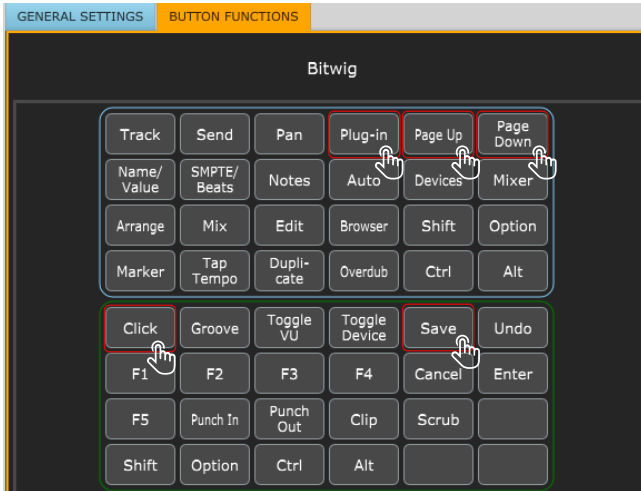 GENERAL SETTINGS BUTTON FUNCTIONS
Bitwig
Track Send Pan Plug-in Page Up Page Down
Name/ Value SMPTE/ Beats Notes Auto Devices Mixer
Arrange Mix Edit Browser Shift Option
Marker Tap Tempo Dupli- cate Overdub Ctrl Alt
Click Groove Toggle VU Toggle Device Save Undo
F1 F2 F3 F4 Cancel Enter
F5 Punch In Punch Out Clip Scrub
Shift Option Ctrl Alt